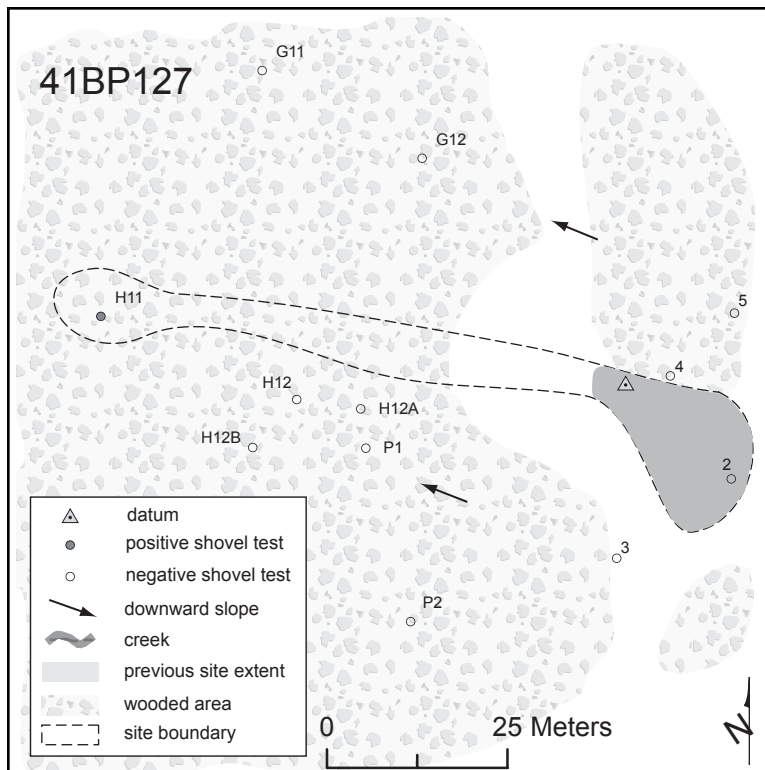 41BP127
G11
G12
H11
5
4
H12
H12A
H12B
P1
2
3
P2
datum
positive shovel test
negative shovel test
downward slope
creek
previous site extent
wooded area
site boundary
0
25 Meters
N